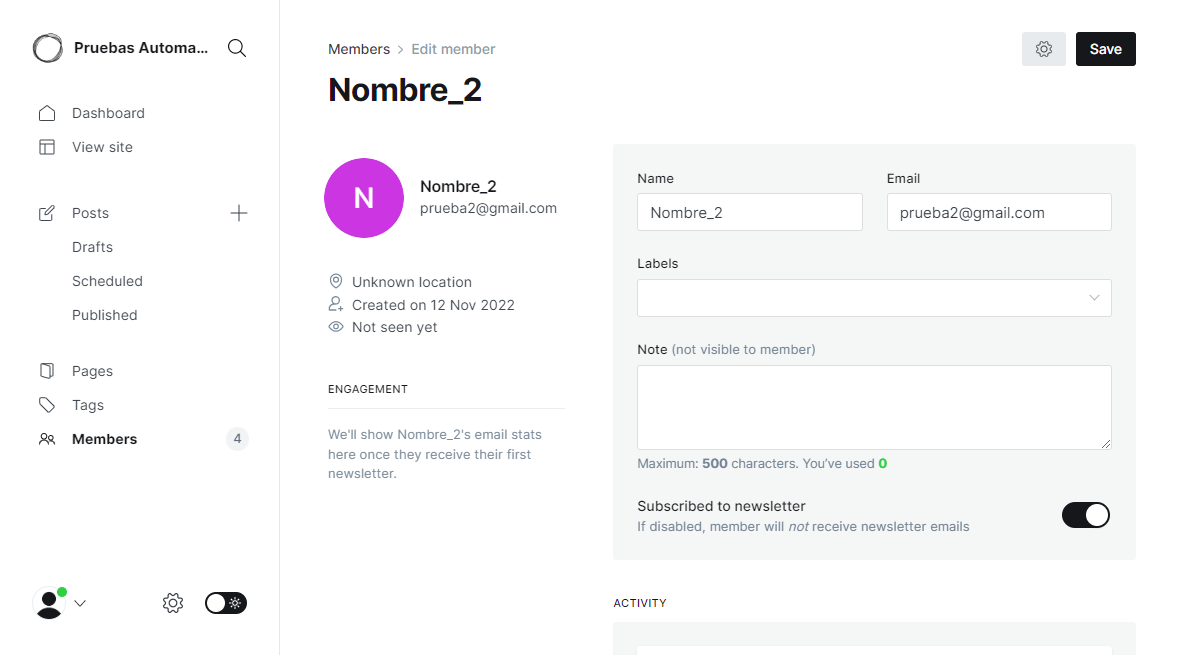 Pruebas Automa...
Dashboard
View site
Posts
Drafts
Scheduled
Published
Pages
Tags
Members 4
Members > Edit member
Save
Nombre_2
N
Nombre_2
prueba2@gmail.com
Unknown location
Created on 12 Nov 2022
Not seen yet
ENGAGEMENT
We'll show Nombre_2's email stats
here once they receive their first
newsletter.
Name
Nombre_2
Email
prueba2@gmail.com
Labels
Note (not visible to member)
Maximum: 500 characters. You’ve used 0
Subscribed to newsletter
If disabled, member will not receive newsletter emails
ACTIVITY